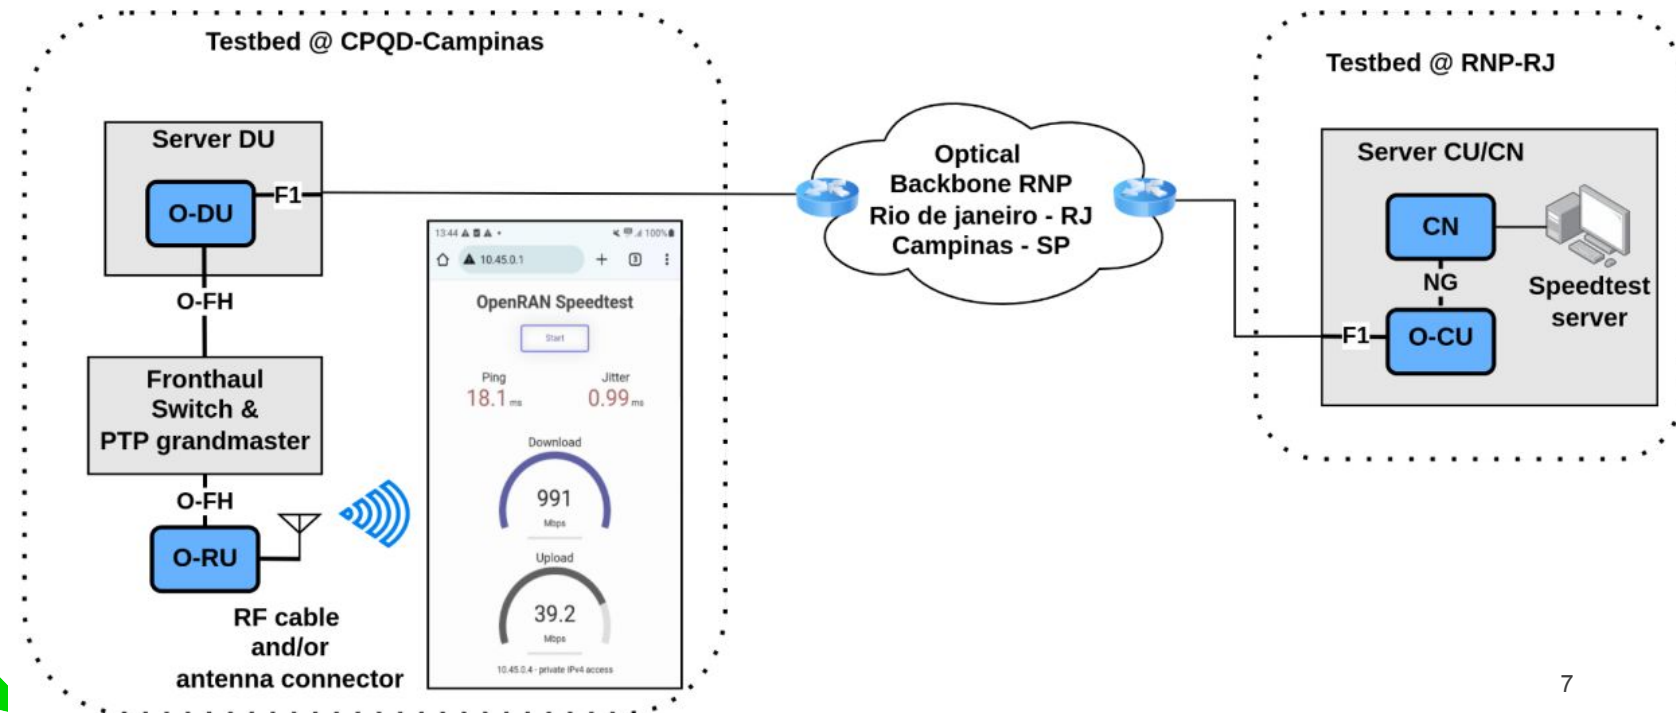 Testbed @ CPQD-Campinas
Server DU
O-DU
F1
O-FH
Fronthaul
Switch &
PTP grandmaster
O-FH
O-RU
RF cable
and/or
antenna connector
13:44
100%
10.45.0.1
3
OpenRAN Speedtest
Start
Ping
18.1 ms
Jitter
0.99 ms
Download
991
Mbps
Upload
39.2
Mbps
10.45.0.4 - private IPv4 access
Optical
Backbone RNP
Rio de janeiro - RJ
Campinas - SP
Testbed @ RNP-RJ
Server CU/CN
CN
NG
F1
O-CU
Speedtest
server
7